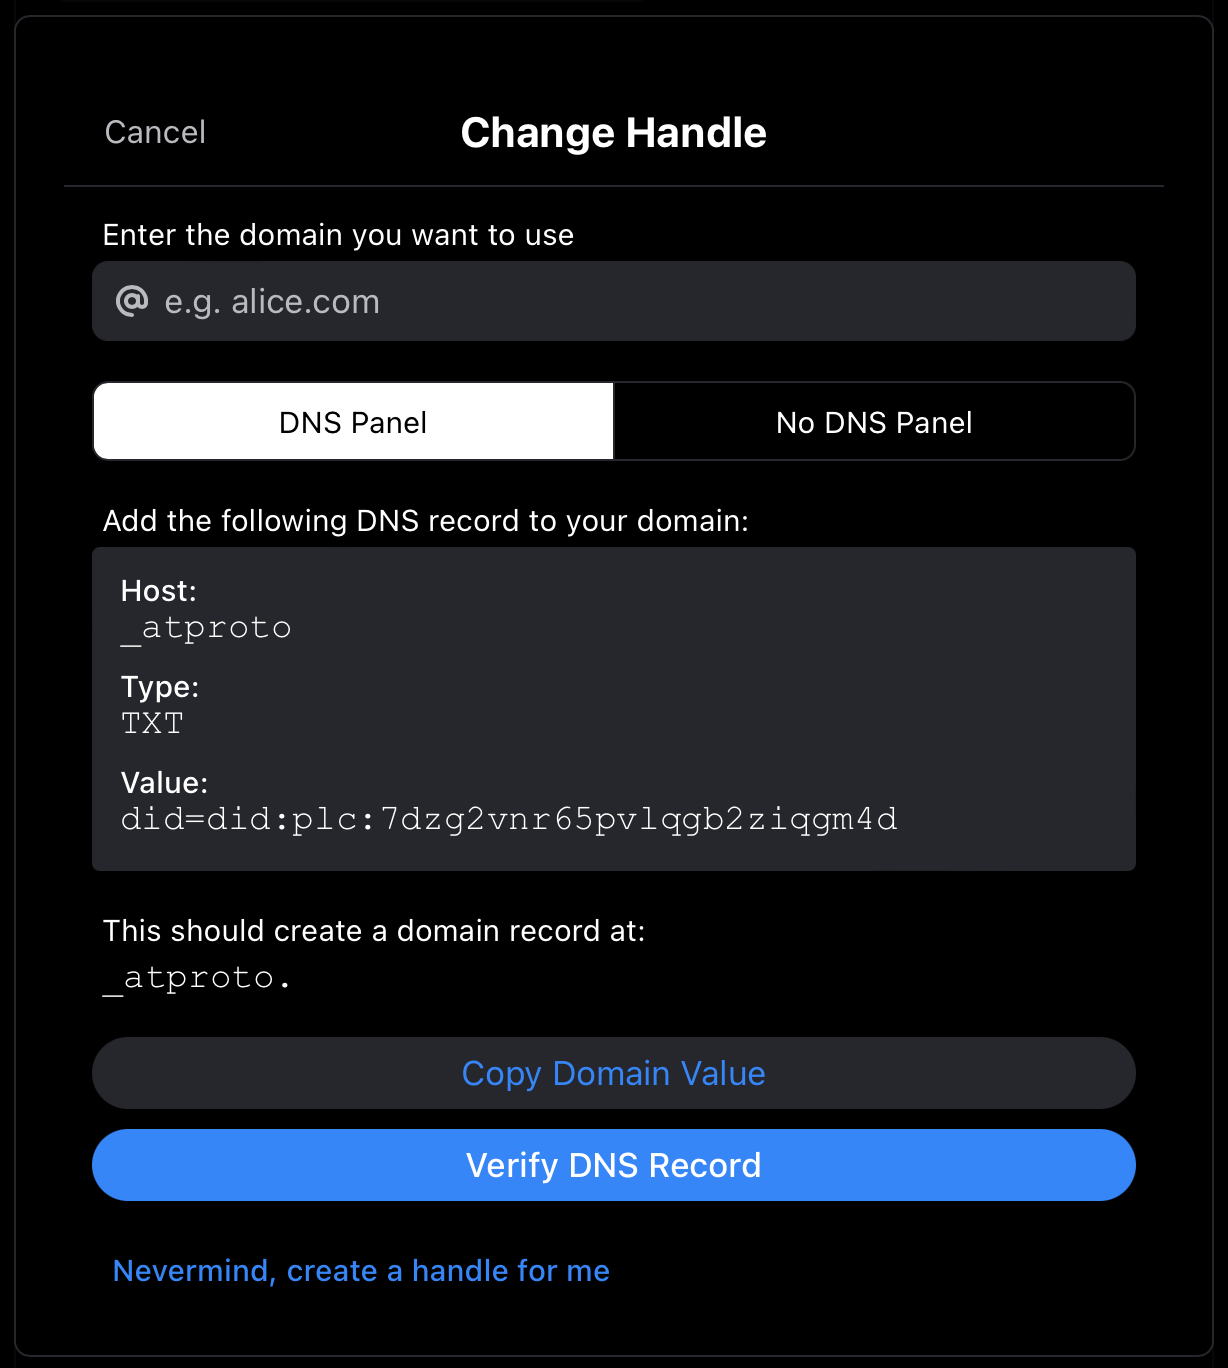 Cancel
Change Handle
Enter the domain you want to use
@ e.g. alice.com
DNS Panel
No DNS Panel
Add the following DNS record to your domain:
Host:
_atproto
Type:
TXT
Value:
did=did:plc:7dzg2vnr65pvlqgb2ziqgm4d
This should create a domain record at:
_atproto.
Copy Domain Value
Verify DNS Record
Nevermind, create a handle for me